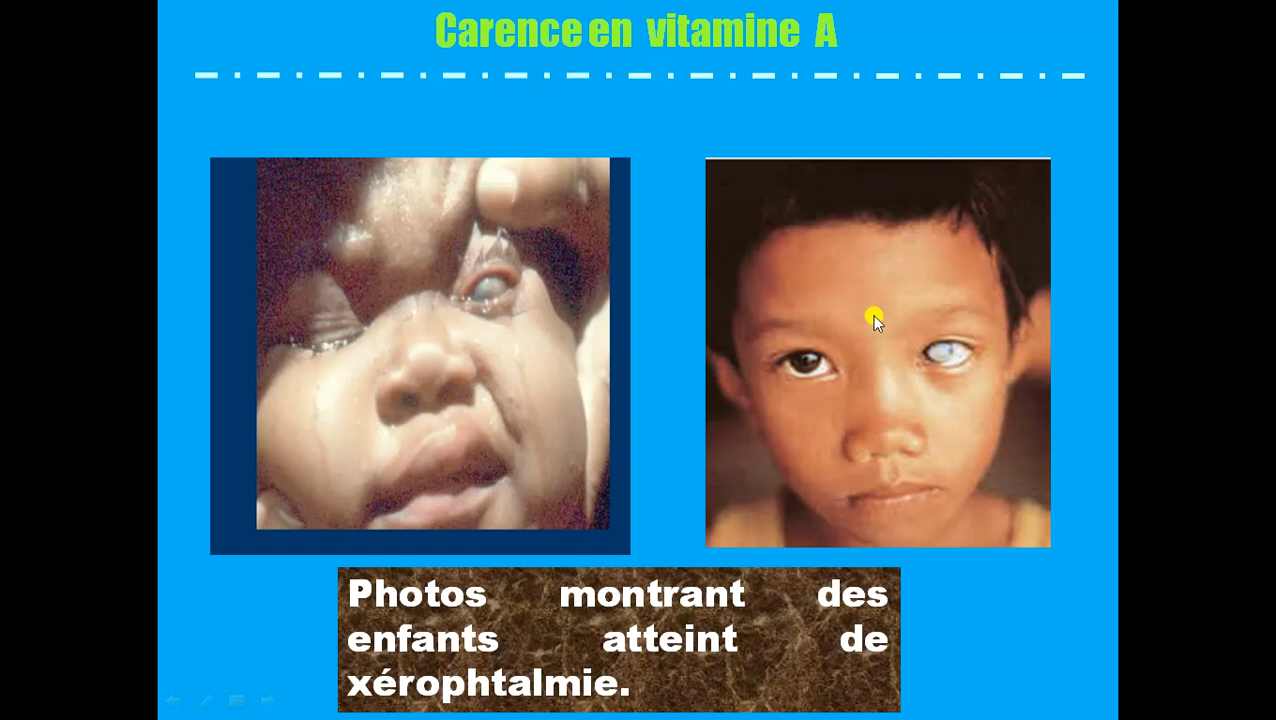 Carence en vitamine A
Photos montrant des
enfants atteint de
xérophtalmie.